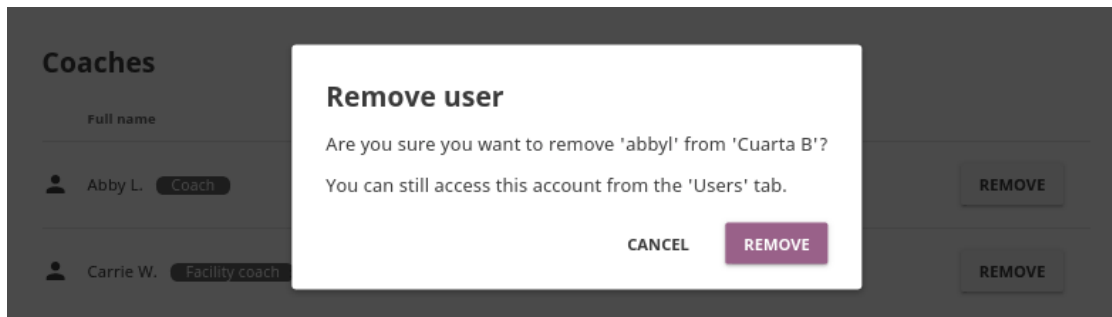 Coaches
Full name
Abby L. Coach REMOVE
Carrie W. Facility coach REMOVE
Remove user
Are you sure you want to remove 'abbyl' from 'Cuarta B'?
You can still access this account from the 'Users' tab.
CANCEL REMOVE